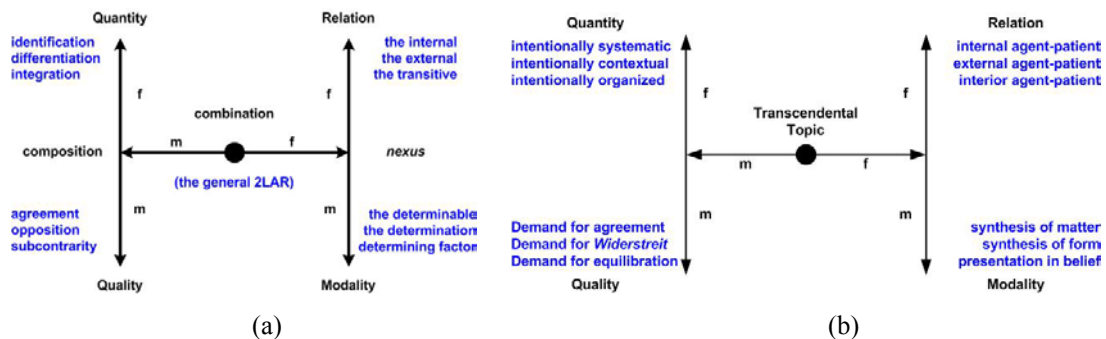 Quantity
Relation
identification
differentiation
integration
the internal
the external
the transitive
f
f
combination
composition
m
f
nexus
(the general 2LAR)
m
m
agreement
opposition
subcontrarity
the determinable
the determination
determining factor
Quality
Modality
(a)
Quantity
Relation
intentionally systematic
intentionally contextual
intentionally organized
internal agent-patient
external agent-patient
interior agent-patient
f
f
Transcendental
Topic
m
f
m
m
Demand for agreement
Demand for Widerstreit
Demand for equilibration
synthesis of matter
synthesis of form
presentation in belief
Quality
Modality
(b)